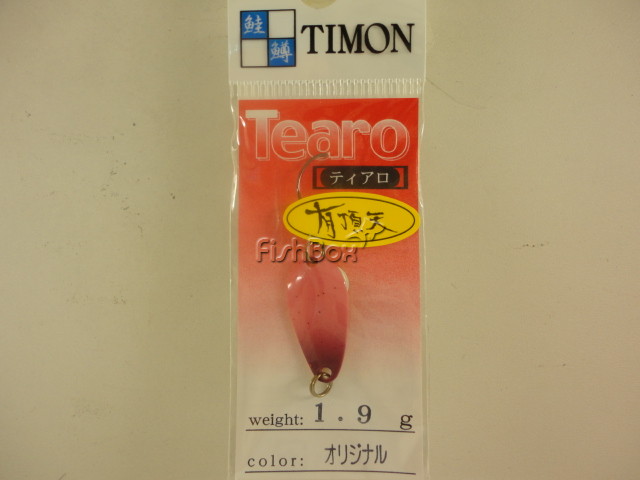 鮭
鱒
TIMON
Tearo
【ティアロ】
有頂天
FishBox
weight: 1.9 g
color: オリジナル